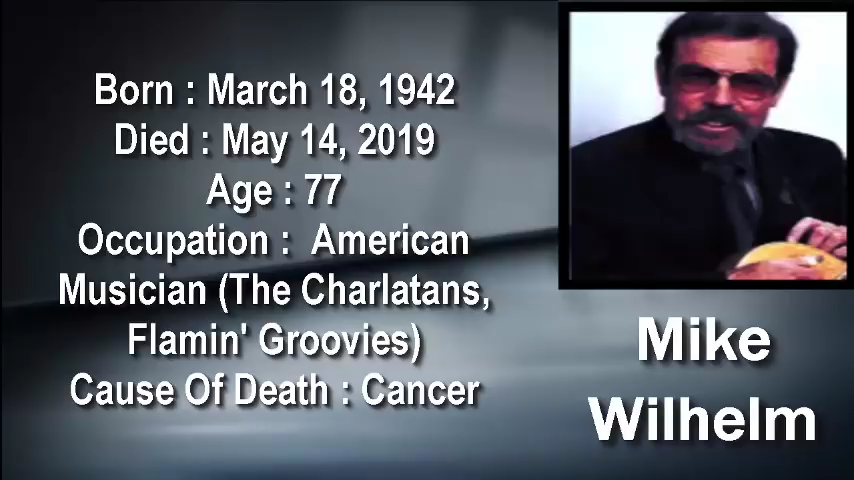 Born : March 18, 1942
Died : May 14, 2019
Age : 77
Occupation :  American
Musician (The Charlatans,
Flamin' Groovies)
Cause Of Death : Cancer
Mike
Wilhelm